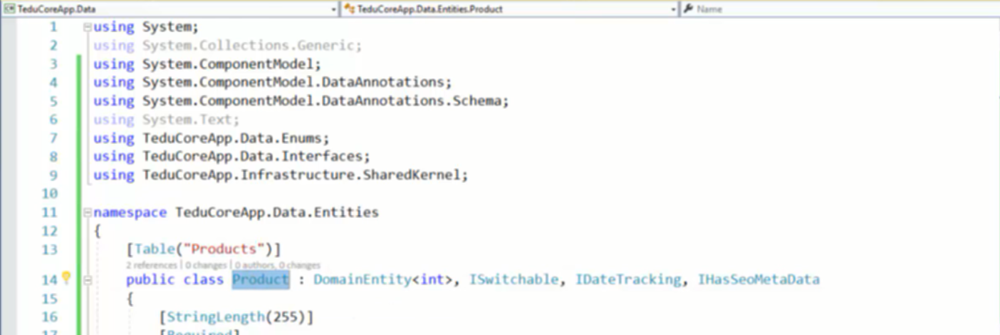 TeduCoreApp.Data TeduCoreApp.Data.Entities.Product Name
1 using System;
2 using System.Collections.Generic;
3 using System.ComponentModel;
4 using System.ComponentModel.DataAnnotations;
5 using System.ComponentModel.DataAnnotations.Schema;
6 using System.Text;
7 using TeduCoreApp.Data.Enums;
8 using TeduCoreApp.Data.Interfaces;
9 using TeduCoreApp.Infrastructure.SharedKernel;
10
11 namespace TeduCoreApp.Data.Entities
12 {
13 [Table("Products")]
2 references | 0 changes | 0 authors, 0 changes
14 public class Product : DomainEntity<int>, ISwitchable, IDateTracking, IHasSeoMetaData
15 {
16 [StringLength(255)]
17 [Required]